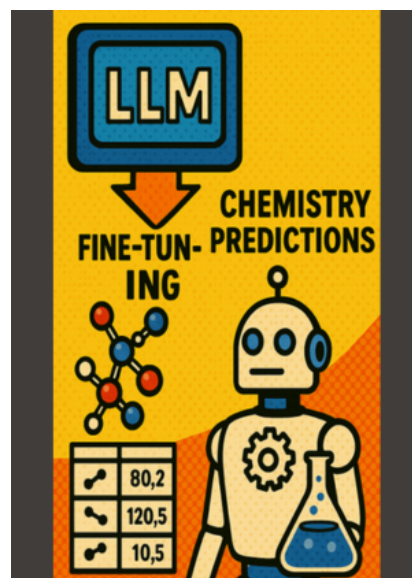 LLM
FINE-TUN-
ING
CHEMISTRY
PREDICTIONS
80,2
120,5
10,5